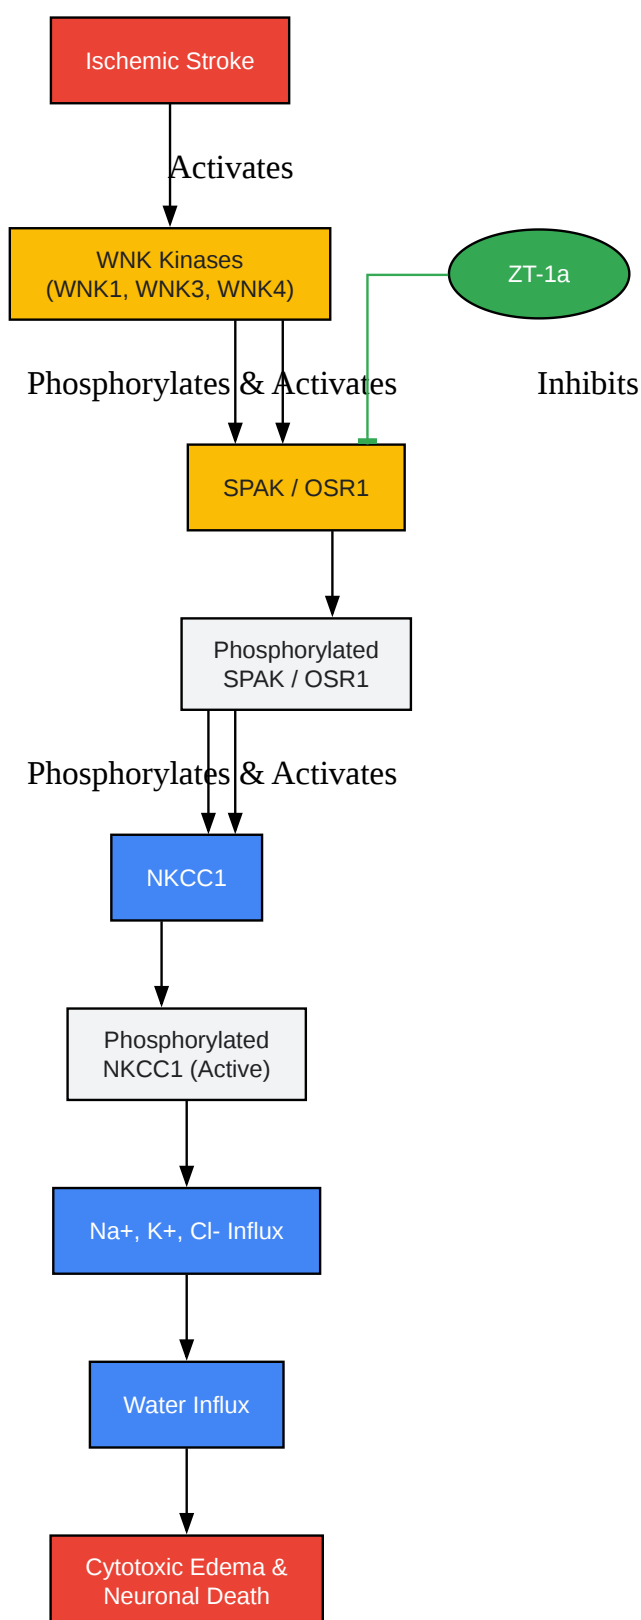 Ischemic Stroke
Activates
WNK Kinases
(WNK1, WNK3, WNK4)
ZT-1a
Phosphorylates & Activates
Inhibits
SPAK / OSR1
Phosphorylated
SPAK / OSR1
Phosphorylates & Activates
NKCC1
Phosphorylated
NKCC1 (Active)
Na+, K+, Cl- Influx
Water Influx
Cytotoxic Edema &
Neuronal Death